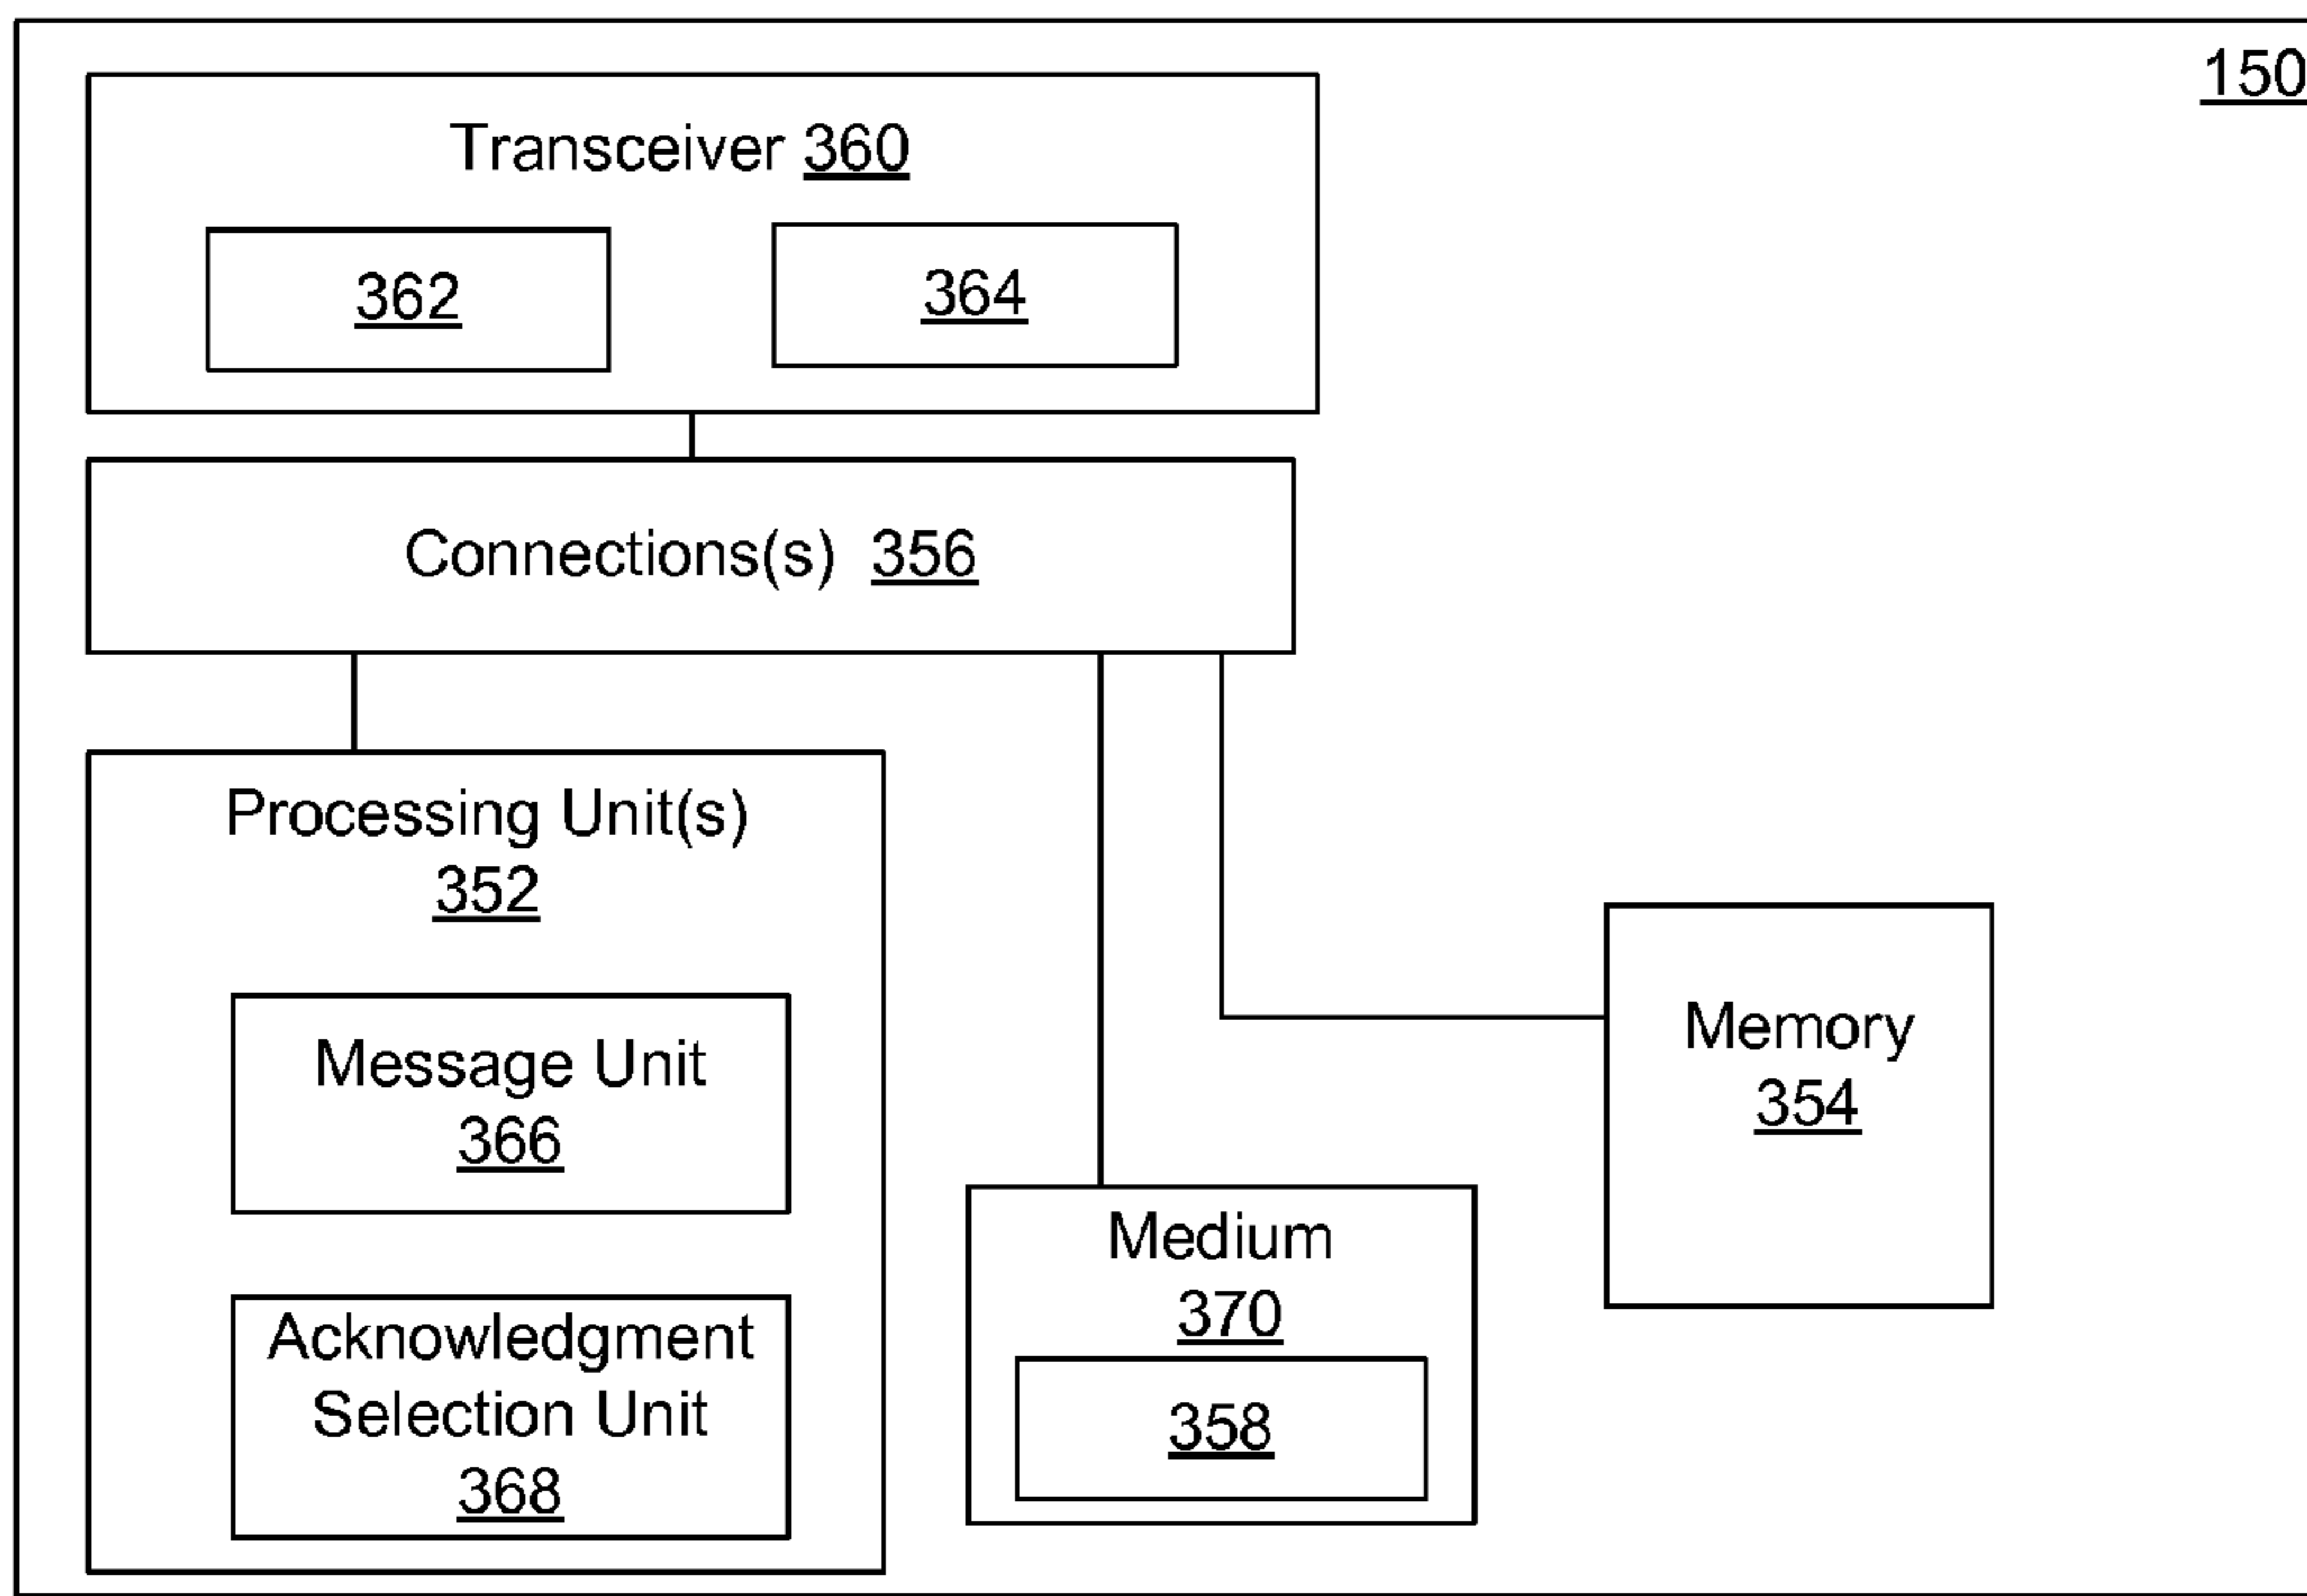 150
Transceiver 360
362
364
Connections(s) 356
Processing Unit(s)
352
Message Unit
366
Acknowledgment
Selection Unit
368
Medium
370
358
Memory
354